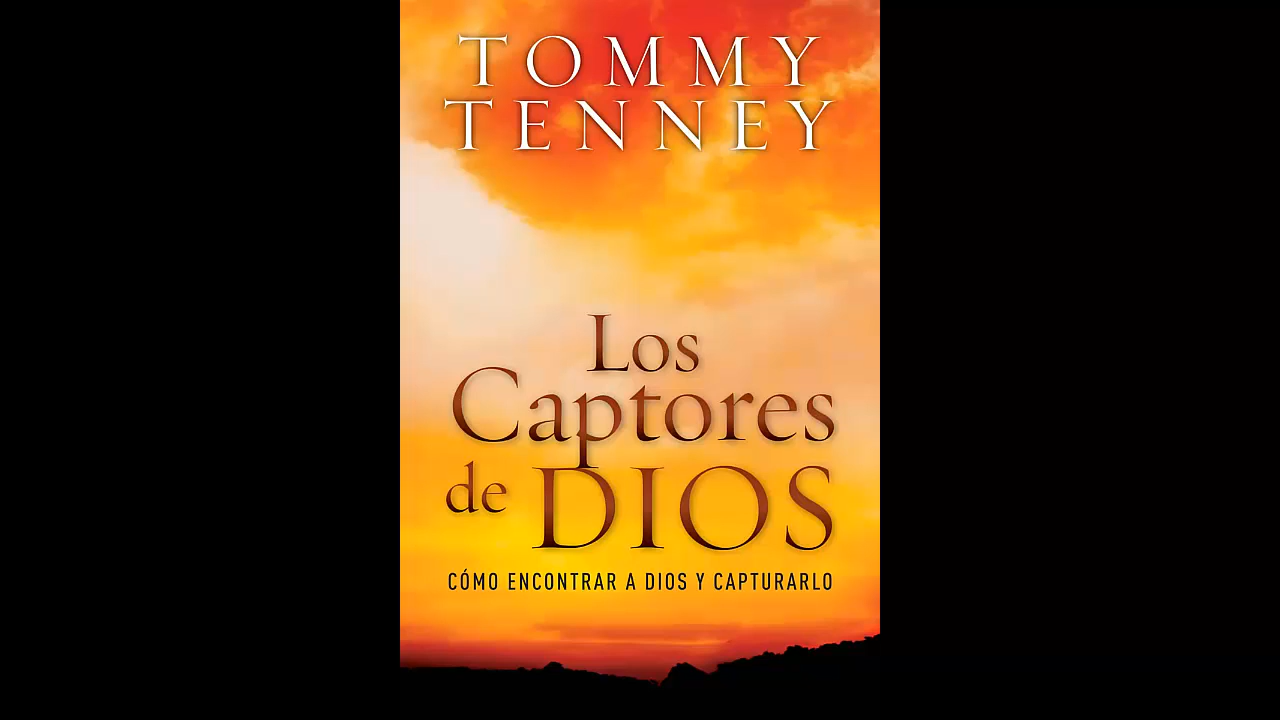 TOMMY
TENNEY
Los
Captores
de DIOS
CÓMO ENCONTRAR A DIOS Y CAPTURARLO